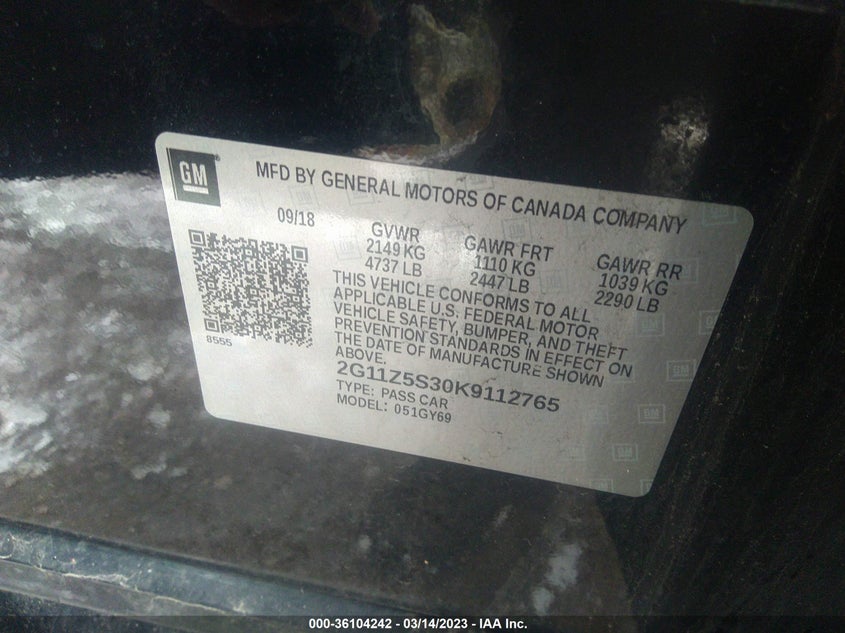 GM
MFD BY GENERAL MOTORS OF CANADA COMPANY
09/18
GVWR
2149 KG
4737 LB
GAWR FRT
1110 KG
2447 LB
GAWR RR
1039 KG
2290 LB
THIS VEHICLE CONFORMS TO ALL
APPLICABLE U.S. FEDERAL MOTOR
VEHICLE SAFETY, BUMPER, AND THEFT
PREVENTION STANDARDS IN EFFECT ON
THE DATE OF MANUFACTURE SHOWN
ABOVE.
8555
2G11Z5S30K9112765
TYPE: PASS CAR
MODEL: 051GY69
000-36104242 - 03/14/2023 - IAA Inc.